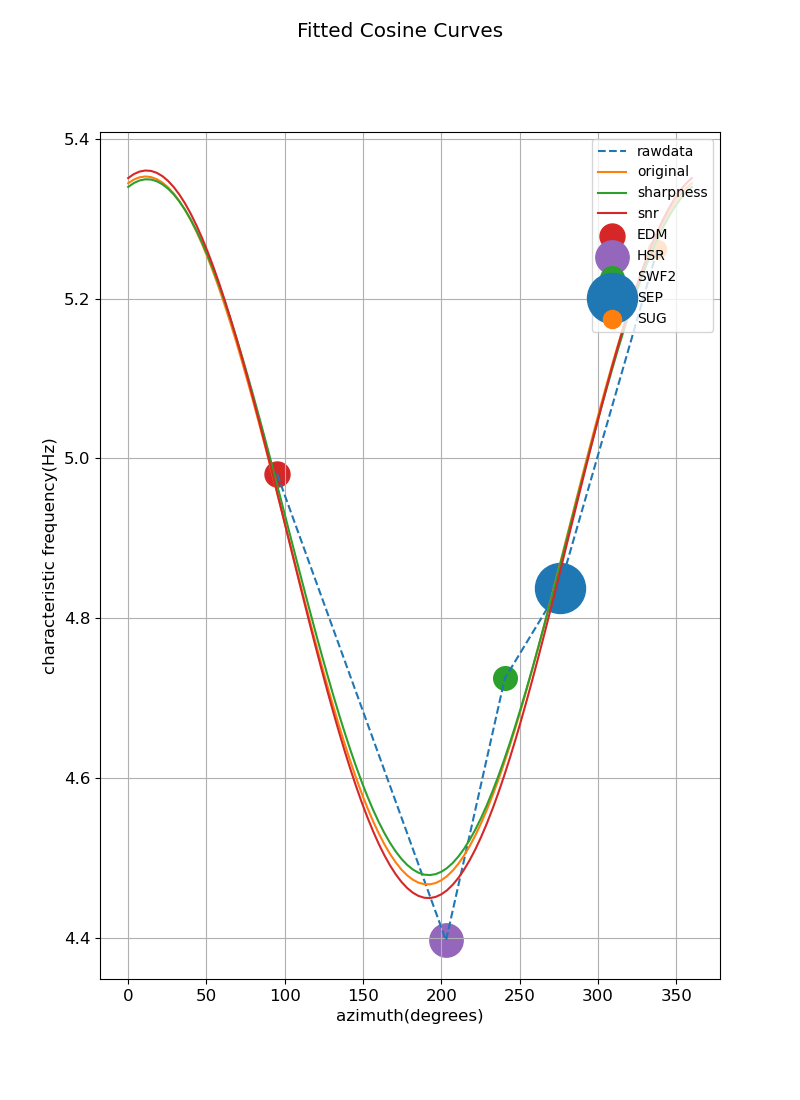 Fitted Cosine Curves
5.4
5.2
5.0
4.8
4.6
4.4
characteristic frequency(Hz)
rawdata
original
sharpness
snr
EDM
HSR
SWF2
SEP
SUG
0 50 100 150 200 250 300 350
azimuth(degrees)